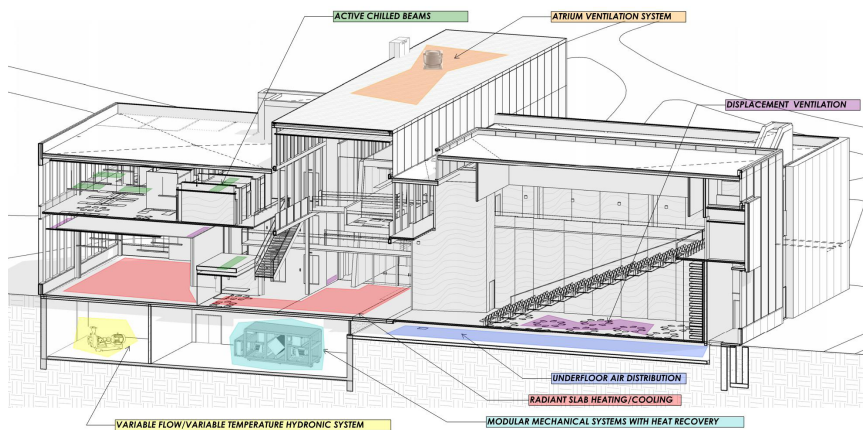 ACTIVE CHILLED BEAMS
ATRIUM VENTILATION SYSTEM
DISPLACEMENT VENTILATION
UNDERFLOOR AIR DISTRIBUTION
RADIANT SLAB HEATING/COOLING
VARIABLE FLOW/VARIABLE TEMPERATURE HYDRONIC SYSTEM
MODULAR MECHANICAL SYSTEMS WITH HEAT RECOVERY